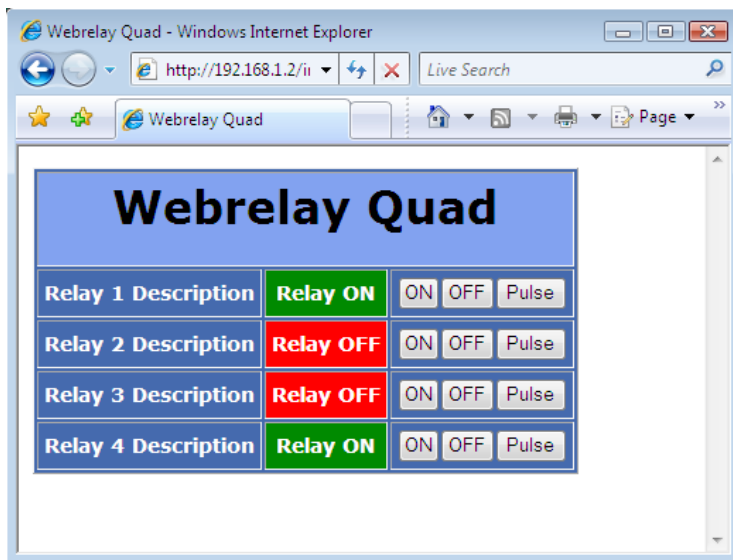 Webrelay Quad - Windows Internet Explorer
http://192.168.1.2/ii
Live Search
Webrelay Quad
Page
Webrelay Quad
Relay 1 Description Relay ON ON OFF Pulse
Relay 2 Description Relay OFF ON OFF Pulse
Relay 3 Description Relay OFF ON OFF Pulse
Relay 4 Description Relay ON ON OFF Pulse